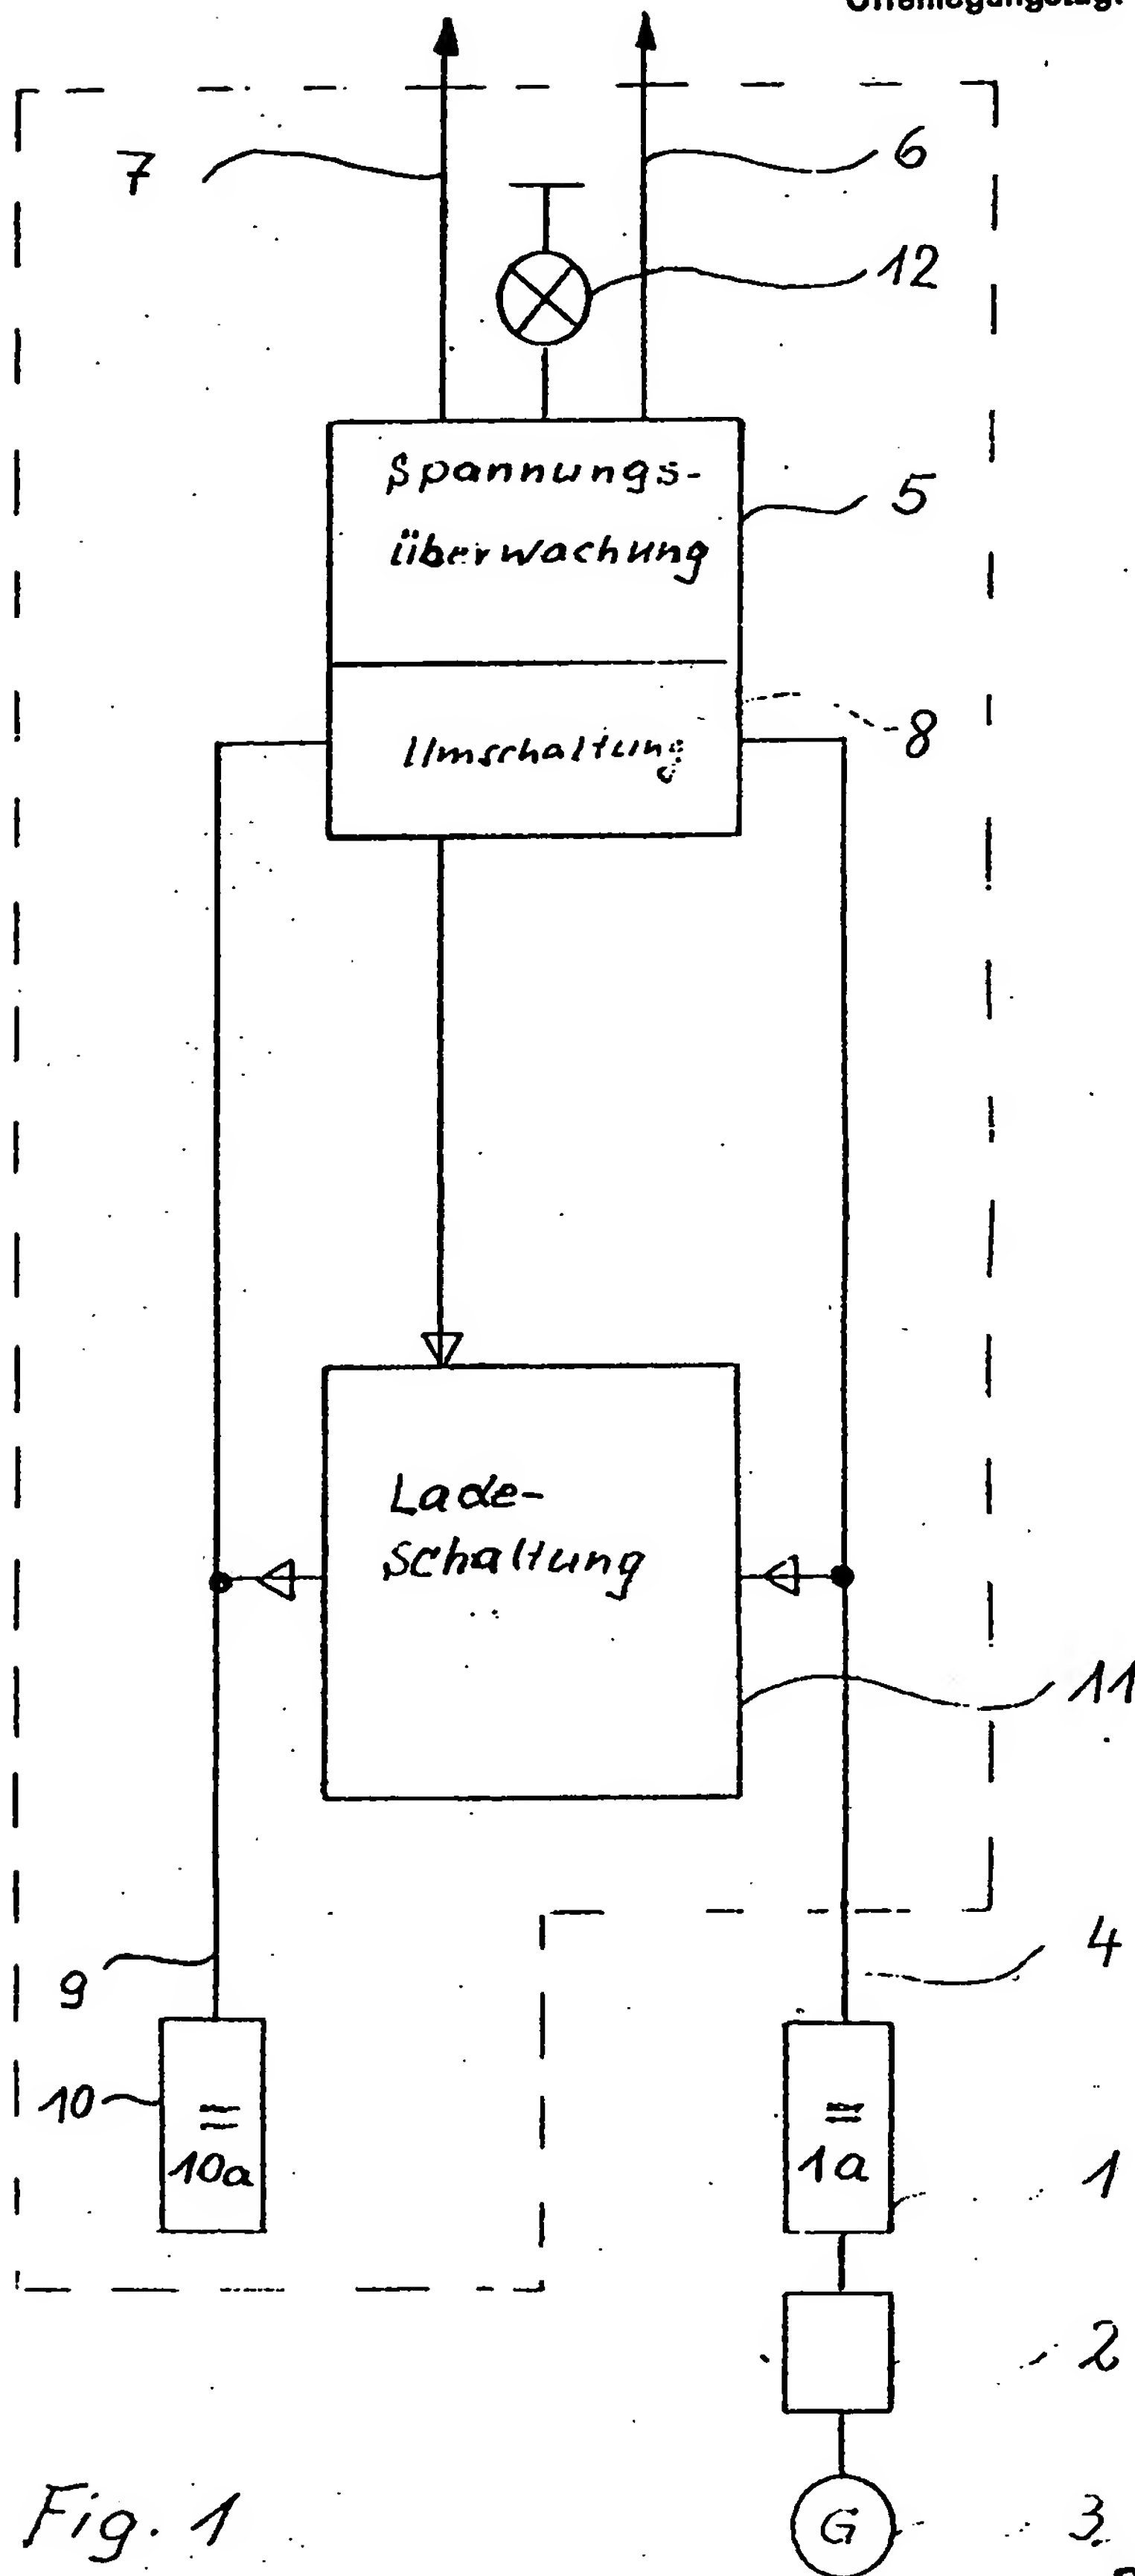 Offenlegungstag:
7
6
12
Spannungs-
überwachung
5
Umschaltung
8
Lade-
schaltung
11
4
9
10
=
10a
=
1a
1
2
G
3
Fig. 1